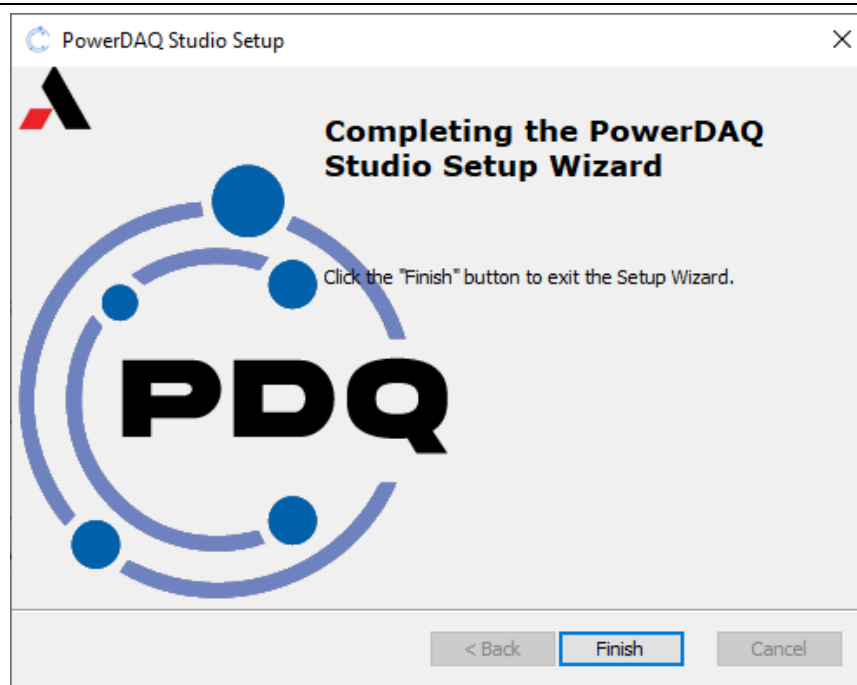 PowerDAQ Studio Setup
Completing the PowerDAQ
Studio Setup Wizard
Click the "Finish" button to exit the Setup Wizard.
PDQ
< Back
Finish
Cancel